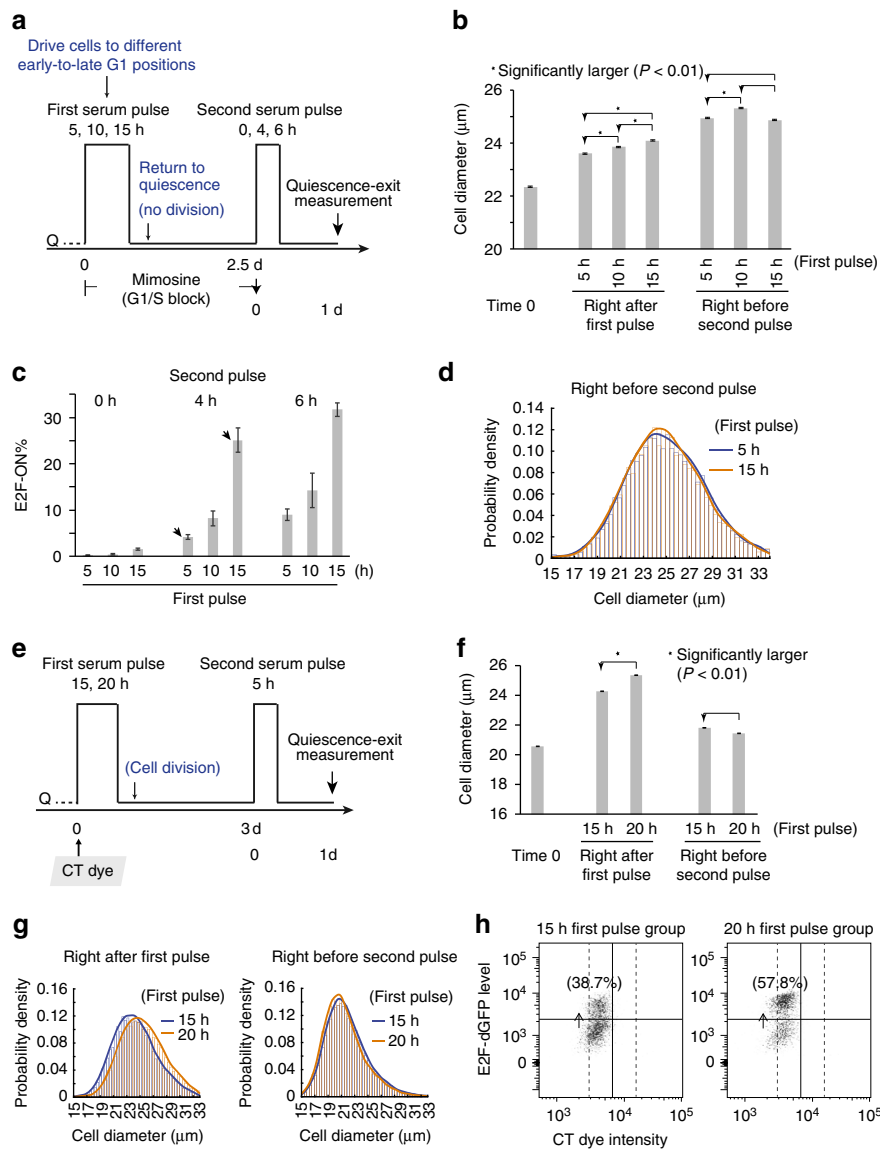 a
Drive cells to different
early-to-late G1 positions
First serum pulse
5, 10, 15 h
Second serum pulse
0, 4, 6 h
Return to
quiescence
(no division)
Quiescence-exit
measurement
Q
0
2.5 d
Mimosine
(G1/S block)
0
1 d
b
* Significantly larger (P < 0.01)
Cell diameter (μm)
26
24
22
20
* * * * *
5 h 10 h 15 h 5 h 10 h 15 h (First pulse)
Time 0
Right after
first pulse
Right before
second pulse
c
Second pulse
0 h 4 h 6 h
E2F-ON%
30
20
10
0
5 10 15 5 10 15 5 10 15 (h)
First pulse
d
Right before second pulse
(First pulse)
5 h
15 h
Probability density
0.14
0.12
0.10
0.08
0.06
0.04
0.02
0
15 17 19 21 23 25 27 29 31 33
Cell diameter (μm)
e
First serum pulse
15, 20 h
Second serum pulse
5 h
(Cell division)
Quiescence-exit
measurement
Q
0
3 d
0
1d
CT dye
f
* Significantly larger
(P < 0.01)
*
Cell diameter (μm)
26
24
22
20
18
16
15 h 20 h 15 h 20 h (First pulse)
Time 0
Right after
first pulse
Right before
second pulse
g
Right after first pulse
(First pulse)
15 h
20 h
Probability density
0.16
0.12
0.08
0.04
0
15 17 19 21 23 25 27 29 31 33
Cell diameter (μm)
Right before second pulse
(First pulse)
15 h
20 h
Probability density
0.16
0.12
0.08
0.04
0
15 17 19 21 23 25 27 29 31 33
Cell diameter (μm)
h
15 h first pulse group
20 h first pulse group
E2F-dGFP level
10⁵
10⁴
10³
0
(38.7%)
10³ 10⁴ 10⁵
10⁵
10⁴
10³
0
(57.8%)
10³ 10⁴ 10⁵
CT dye intensity